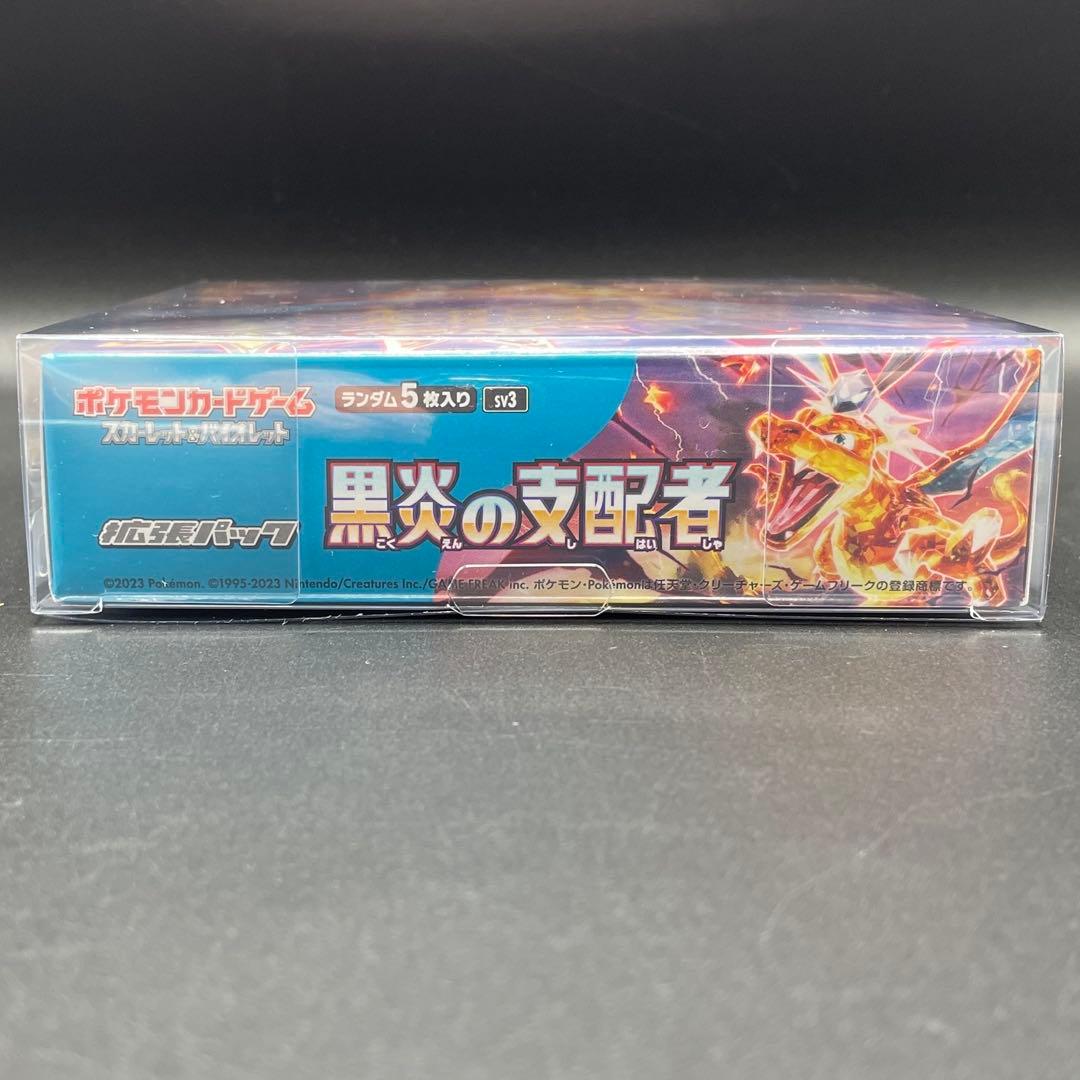 ポケモンカードゲーム
スカーレット&バイオレット
ランダム5枚入り sv3
拡張パック
黒炎の支配者
こくえん し はい しゃ
©2023 Pokémon. ©1995-2023 Nintendo/Creatures Inc./GAME FREAK inc. ポケモン・Pokémonは任天堂・クリーチャーズ・ゲームフリークの登録商標です。